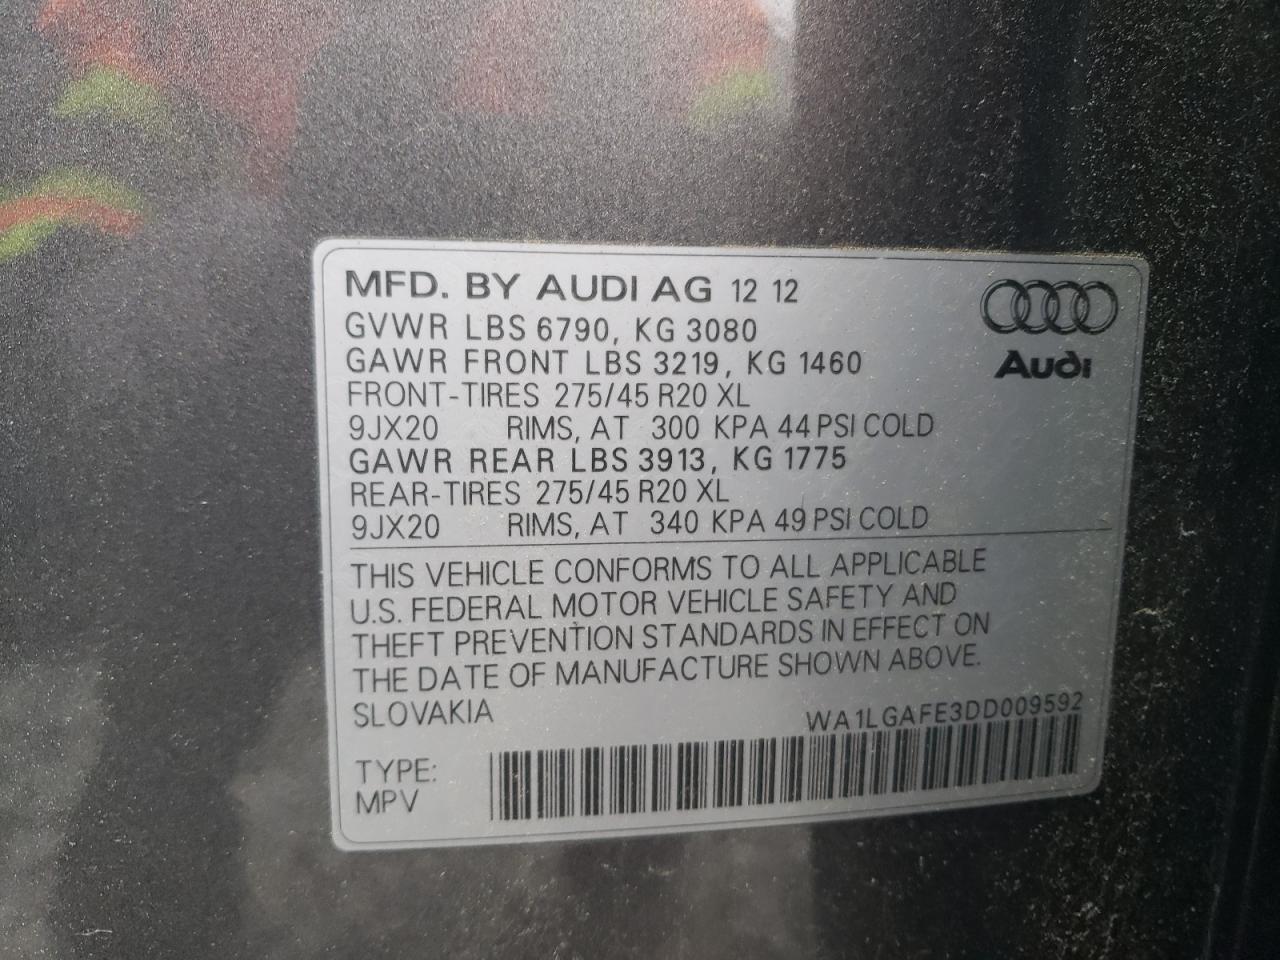 MFD. BY AUDI AG 12 12
GVWR LBS 6790, KG 3080
GAWR FRONT LBS 3219, KG 1460
FRONT-TIRES 275/45 R20 XL
9JX20 RIMS, AT 300 KPA 44 PSI COLD
GAWR REAR LBS 3913, KG 1775
REAR-TIRES 275/45 R20 XL
9JX20 RIMS, AT 340 KPA 49 PSI COLD
Audi
THIS VEHICLE CONFORMS TO ALL APPLICABLE
U.S. FEDERAL MOTOR VEHICLE SAFETY AND
THEFT PREVENTION STANDARDS IN EFFECT ON
THE DATE OF MANUFACTURE SHOWN ABOVE.
SLOVAKIA WA1LGAFE3DD009592
TYPE:
MPV